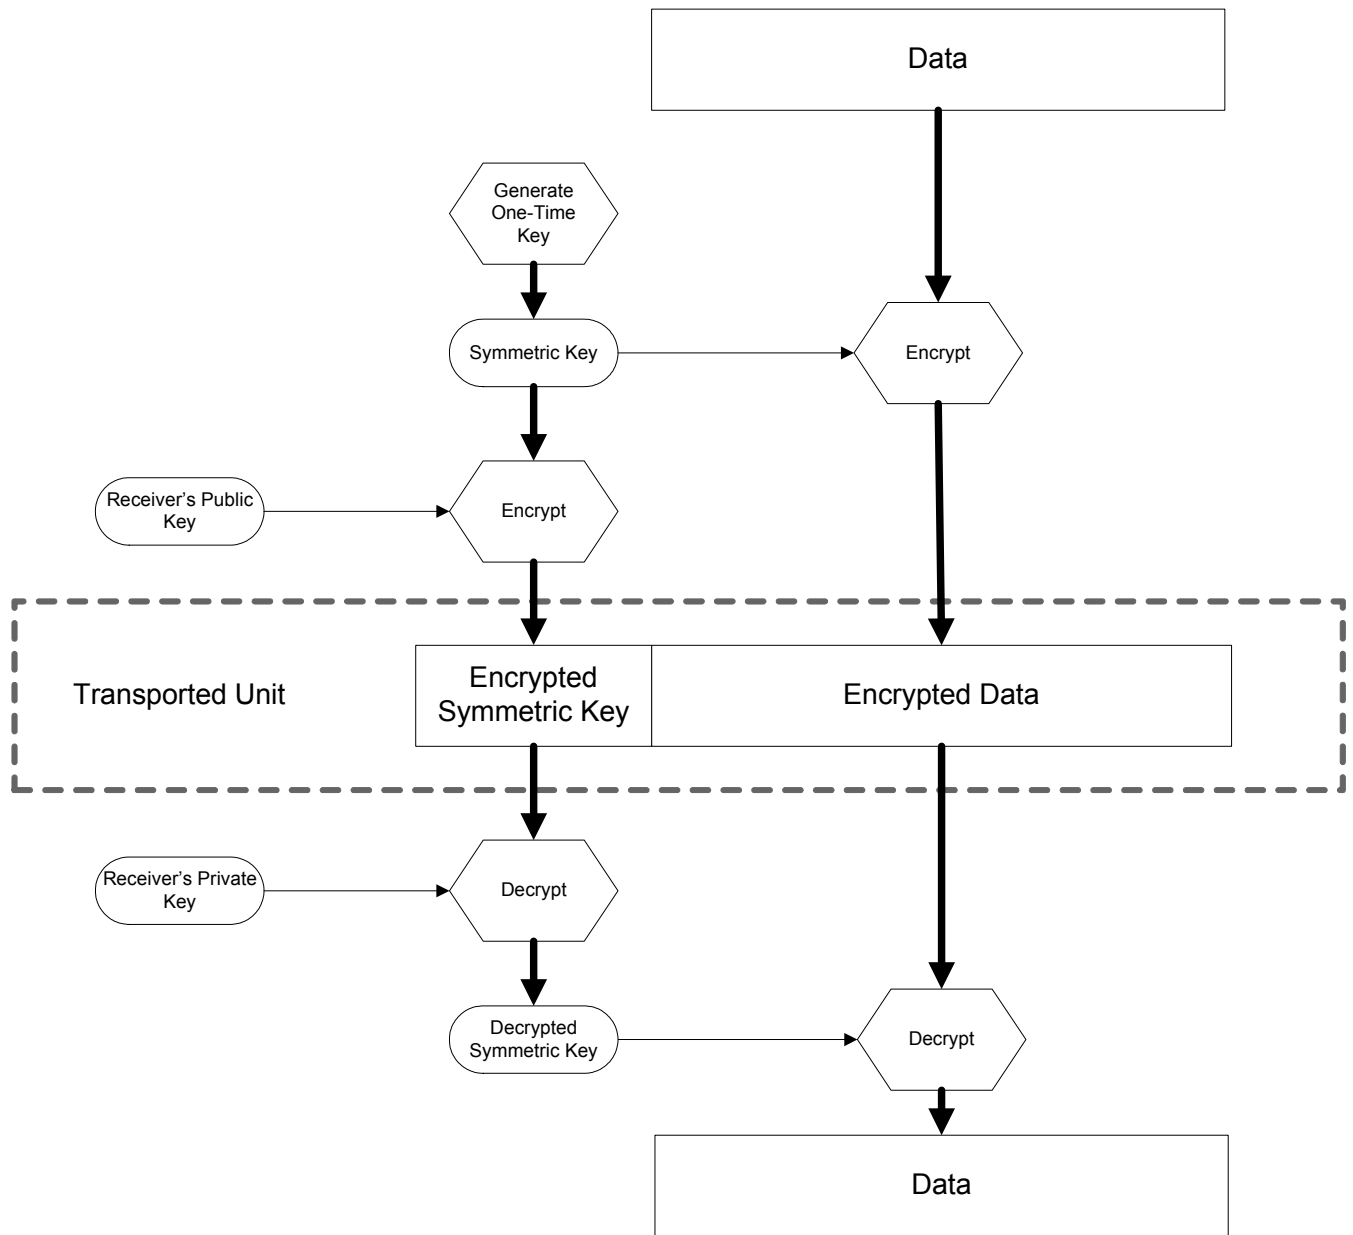 Data
Generate
One-Time
Key
Symmetric Key
Encrypt
Receiver's Public
Key
Encrypt
Transported Unit
Encrypted
Symmetric Key
Encrypted Data
Receiver's Private
Key
Decrypt
Decrypted
Symmetric Key
Decrypt
Data